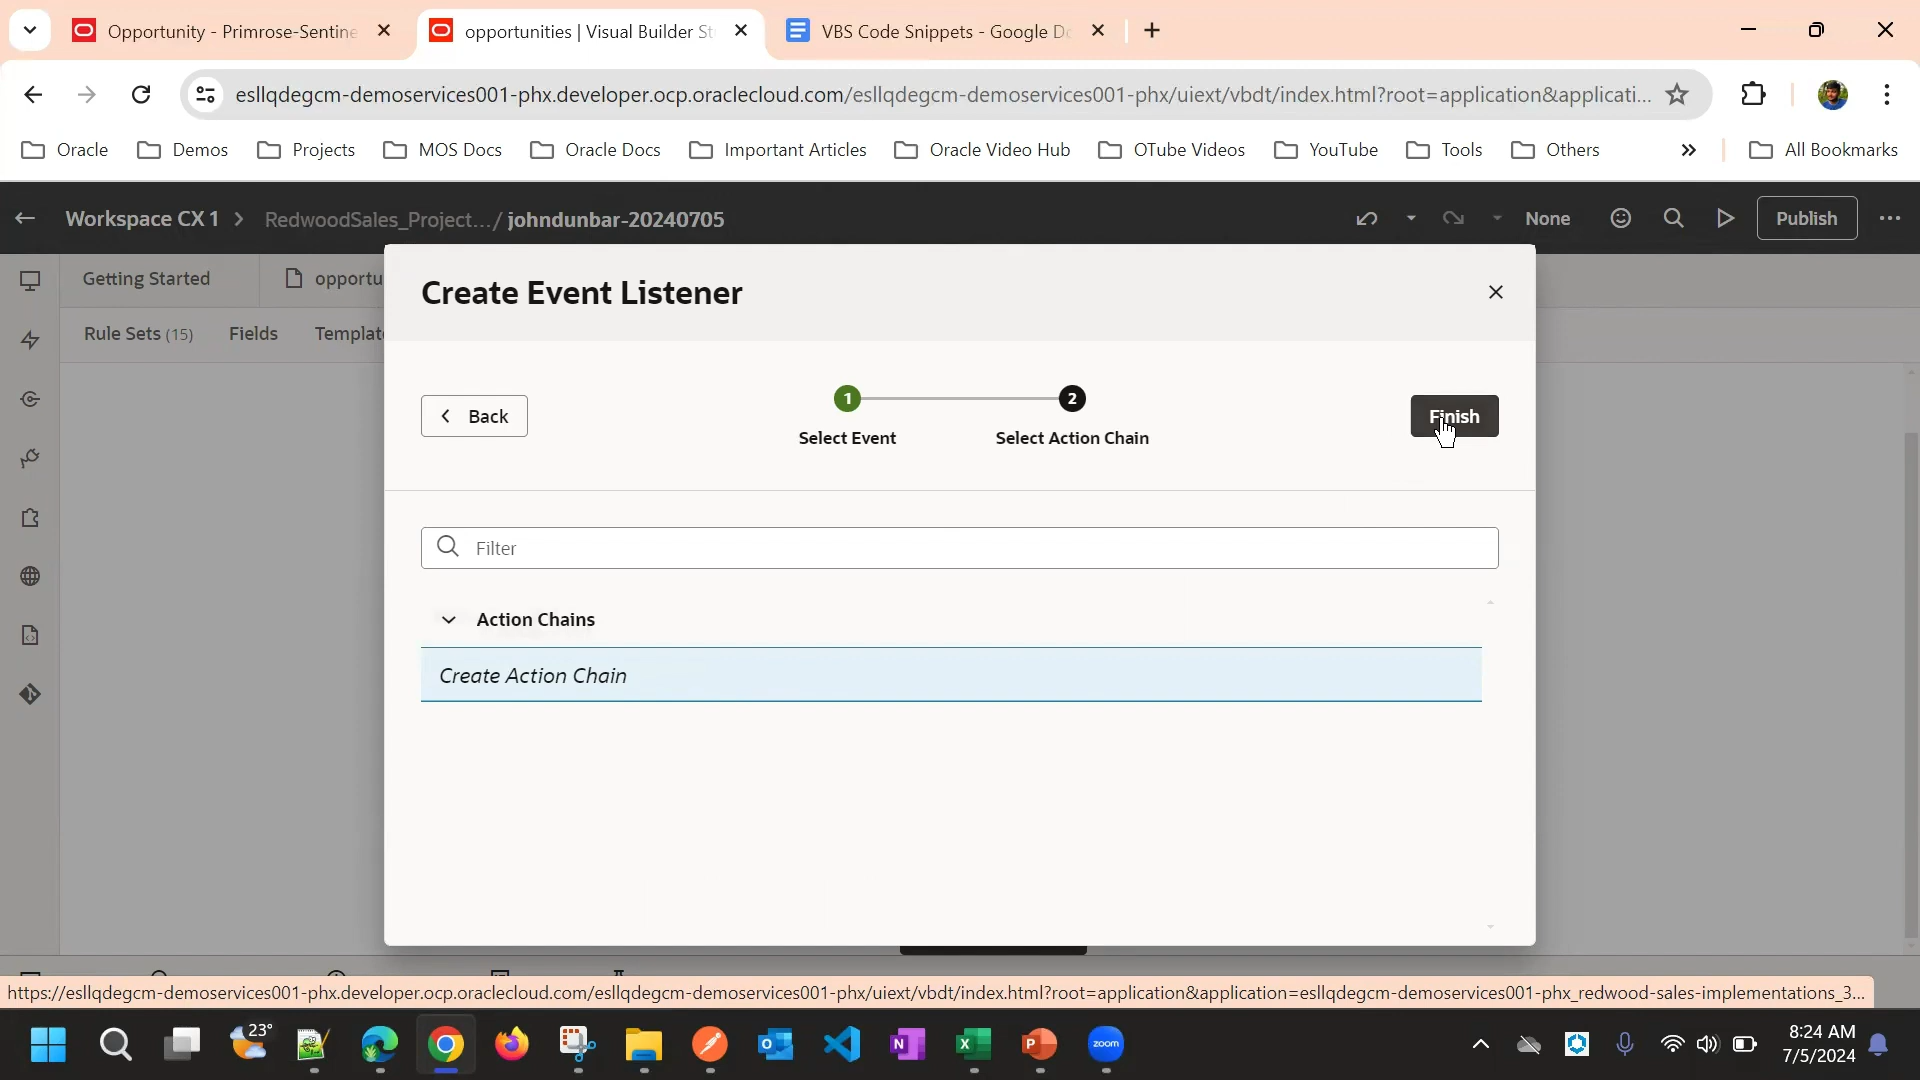 Opportunity - Primrose-Sentine
opportunities | Visual Builder St
VBS Code Snippets - Google Do
esllqdegcm-demoservices001-phx.developer.ocp.oraclecloud.com/esllqdegcm-demoservices001-phx/uiext/vbdt/index.html?root=application&applicati...
Oracle
Demos
Projects
MOS Docs
Oracle Docs
Important Articles
Oracle Video Hub
OTube Videos
YouTube
Tools
Others
All Bookmarks
Workspace CX 1
RedwoodSales_Project... / johndunbar-20240705
None
Publish
Getting Started
opportu
Rule Sets (15)
Fields
Template
Create Event Listener
Back
1
2
Select Event
Select Action Chain
Finish
Filter
Action Chains
Create Action Chain
https://esllqdegcm-demoservices001-phx.developer.ocp.oraclecloud.com/esllqdegcm-demoservices001-phx/uiext/vbdt/index.html?root=application&application=esllqdegcm-demoservices001-phx_redwood-sales-implementations_3...
23°
zoom
8:24 AM
7/5/2024